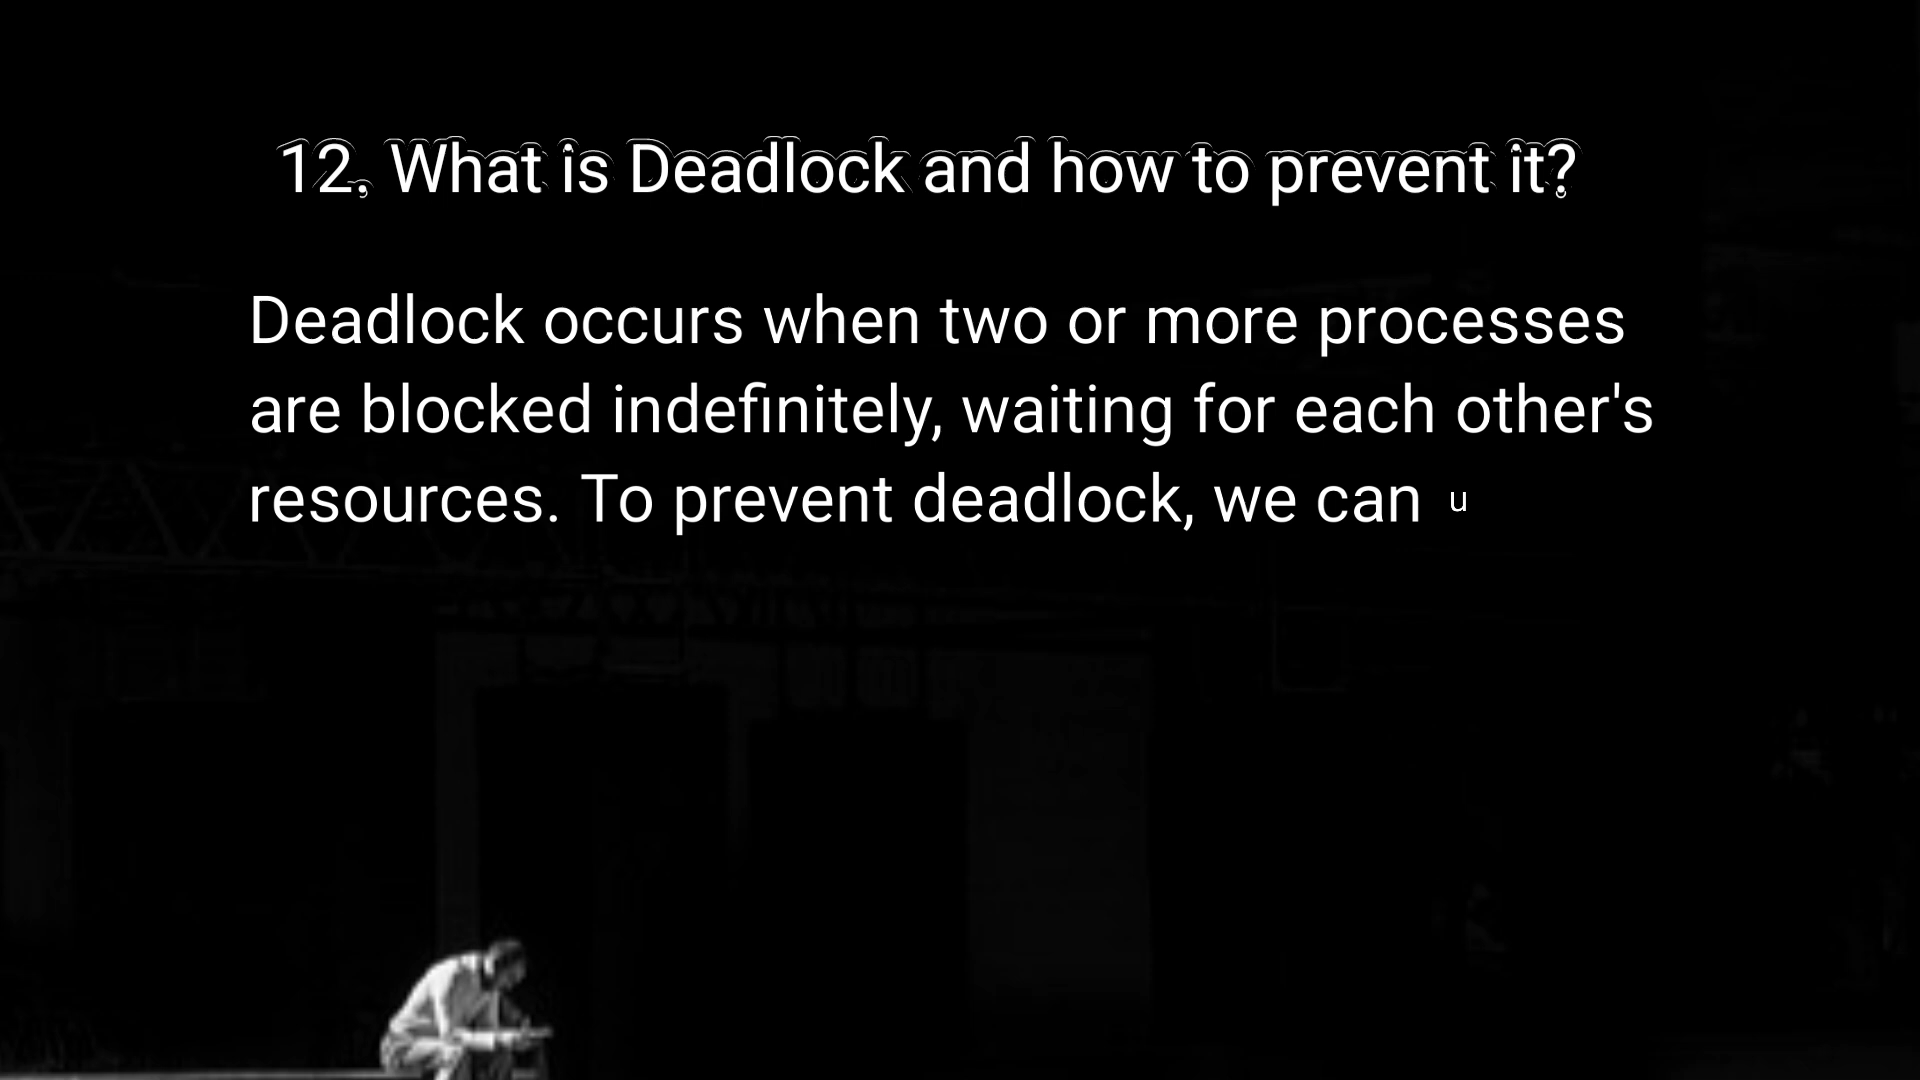 12. What is Deadlock and how to prevent it?
Deadlock occurs when two or more processes
are blocked indefinitely, waiting for each other's
resources. To prevent deadlock, we can u